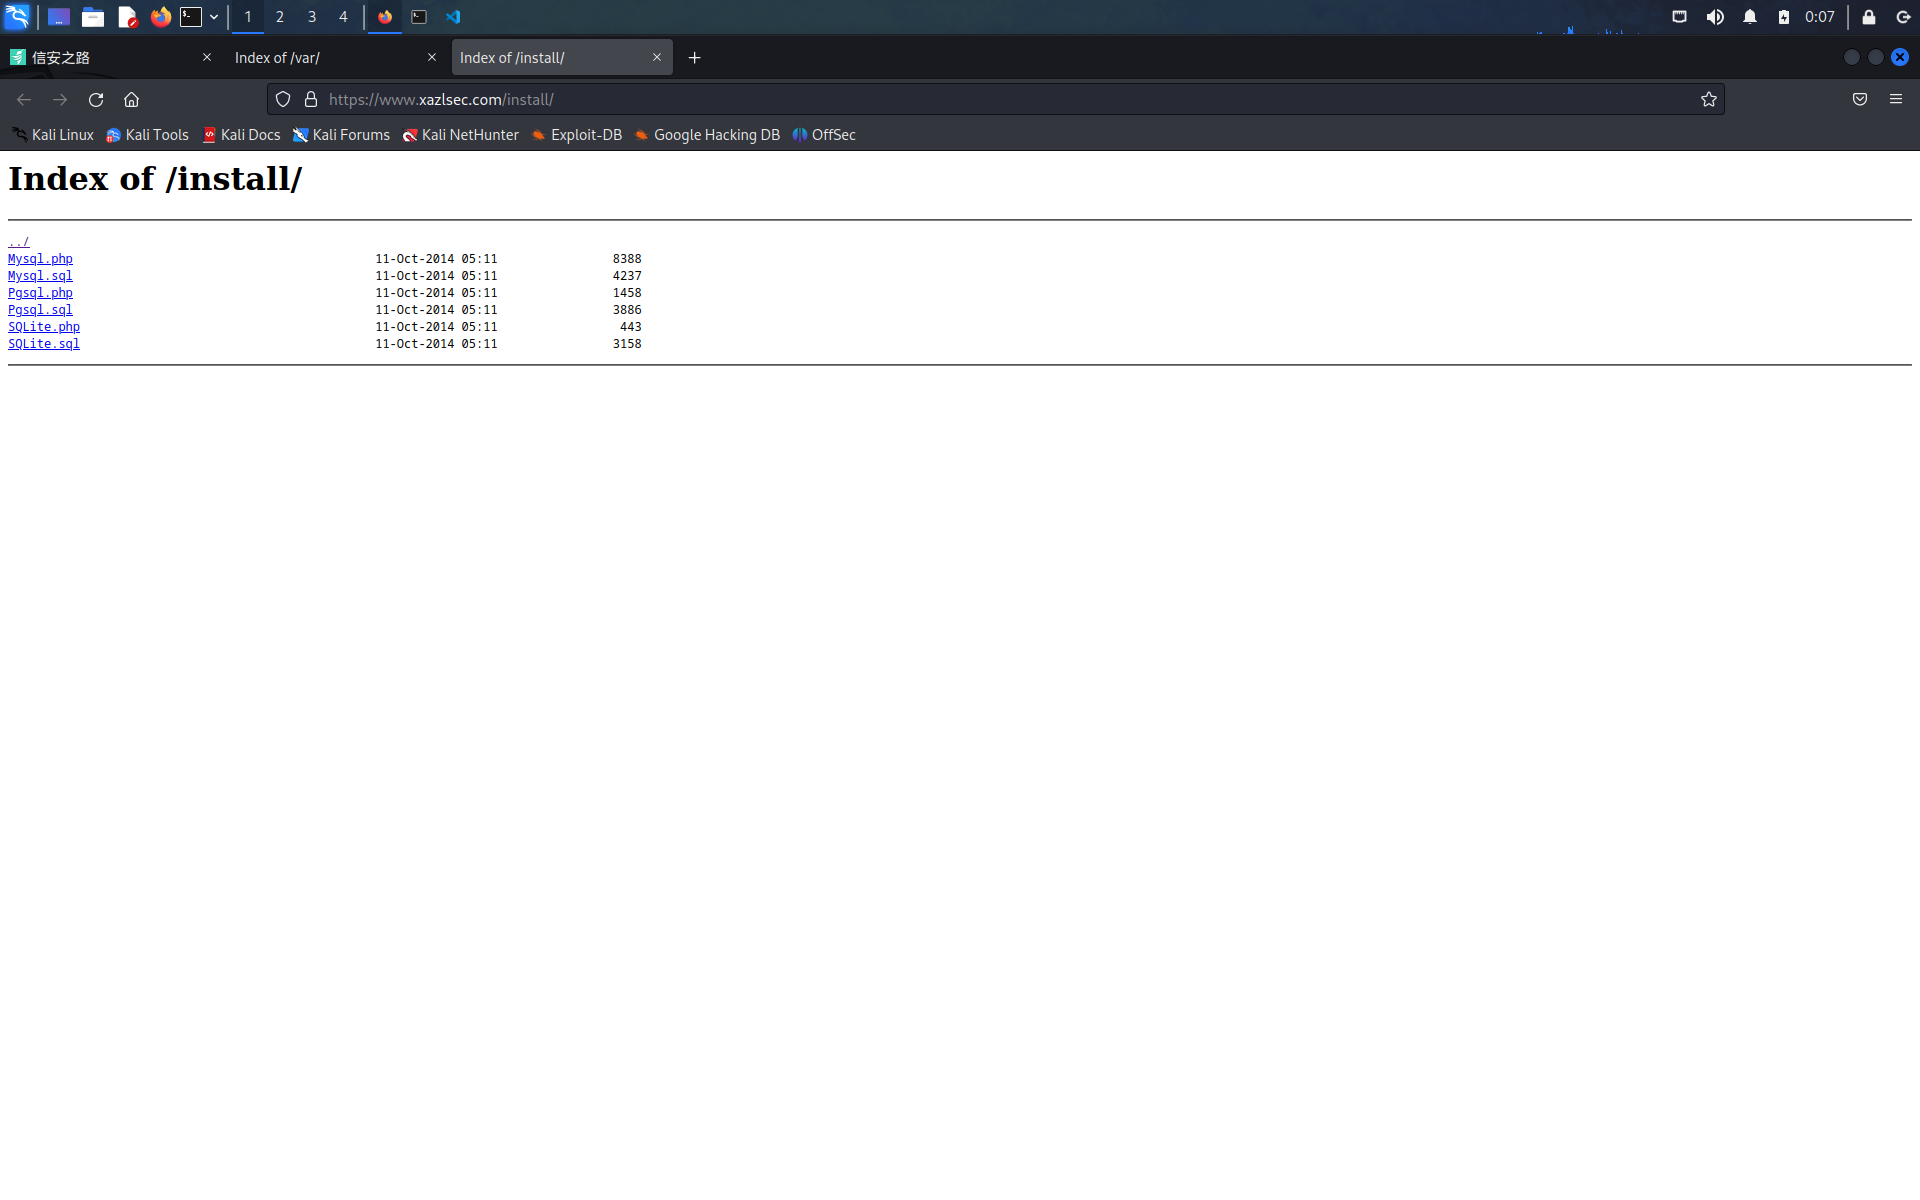 1 2 3 4 0:07
信安之路 Index of /var/ Index of /install/
https://www.xazlsec.com/install/
Kali Linux Kali Tools Kali Docs Kali Forums Kali NetHunter Exploit-DB Google Hacking DB OffSec
Index of /install/
../
Mysql.php 11-Oct-2014 05:11 8388
Mysql.sql 11-Oct-2014 05:11 4237
Pgsql.php 11-Oct-2014 05:11 1458
Pgsql.sql 11-Oct-2014 05:11 3886
SQLite.php 11-Oct-2014 05:11 443
SQLite.sql 11-Oct-2014 05:11 3158